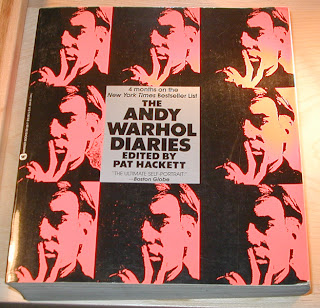 4 months on the
New York Times Bestseller List
THE
ANDY
WARHOL
DIARIES
EDITED BY
PAT HACKETT
"THE ULTIMATE SELF-PORTRAIT."
—Boston Globe